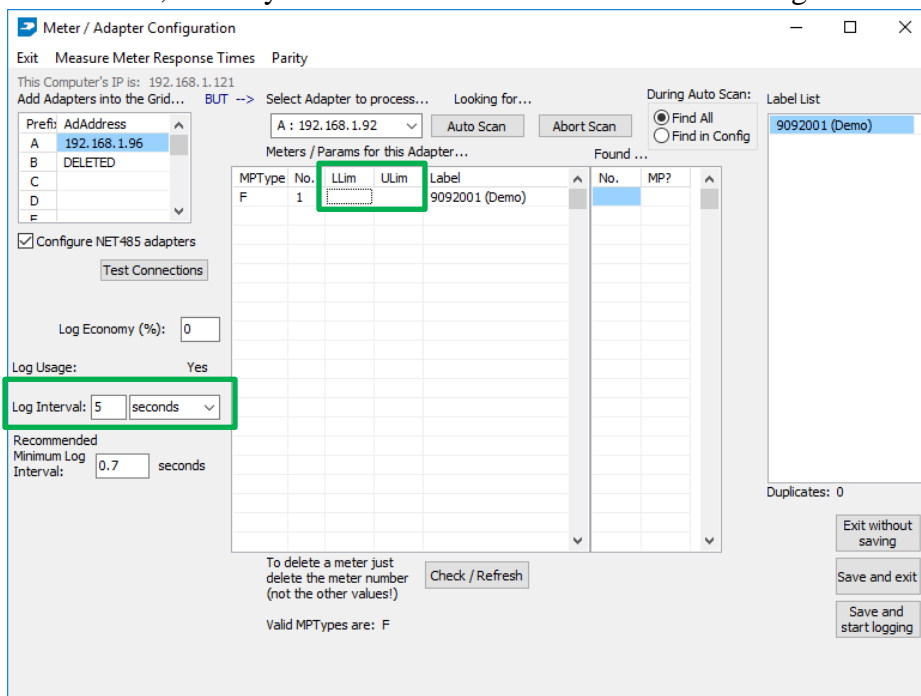 Meter / Adapter Configuration
Exit Measure Meter Response Times Parity
This Computer's IP is: 192.168.1.121
Add Adapters into the Grid... BUT --> Select Adapter to process... Looking for... During Auto Scan: Label List
Prefix AdAddress
A 192.168.1.96
B DELETED
C
D
A : 192.168.1.92 Auto Scan Abort Scan
Find All
Find in Config
9092001 (Demo)
Meters / Params for this Adapter... Found ...
MPType No. LLim ULim Label No. MP?
F 1 9092001 (Demo)
Configure NET485 adapters
Test Connections
Log Economy (%): 0
Log Usage: Yes
Log Interval: 5 seconds
Recommended
Minimum Log
Interval: 0.7 seconds
Duplicates: 0
Exit without
saving
To delete a meter just
delete the meter number
(not the other values!)
Check / Refresh
Save and exit
Valid MPTypes are: F
Save and
start logging